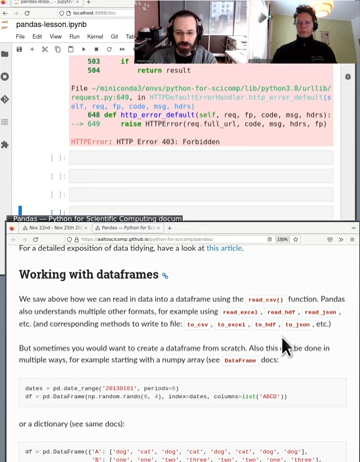 pandas-lesson.ipynb
File Edit View
503 if
504 return result
File ~/miniconda3/envs/python-for-scicomp/lib/python3.8/urllib/
request.py:649, in HTTPDefaultErrorHandler.http_error_default(s
elf, req, fp, code, msg, hdrs)
648 def http_error_default(self, req, fp, code, msg, hdrs):
--> 649 raise HTTPError(req.full_url, code, msg, hdrs, fp)
HTTPError: HTTP Error 403: Forbidden
[ ]:
[ ]:
[ ]:
[ ]:
Pandas — Python for Scientific Computing docum
Nov 22nd - Nov 25th 20
Pandas — Python for Sci
https://aaltoscicomp.github.io/python-for-scicomp/pandas/
150%
For a detailed exposition of data tidying, have a look at this article.
Working with dataframes
We saw above how we can read in data into a dataframe using the read_csv() function. Pandas
also understands multiple other formats, for example using read_excel, read_hdf, read_json,
etc. (and corresponding methods to write to file: to_csv, to_excel, to_hdf, to_json, etc.)
But sometimes you would want to create a dataframe from scratch. Also this can be done in
multiple ways, for example starting with a numpy array (see DataFrame docs:
dates = pd.date_range('20130101', periods=6)
df = pd.DataFrame(np.random.randn(6, 4), index=dates, columns=list('ABCD'))
or a dictionary (see same docs):
df = pd.DataFrame({'A': ['dog', 'cat', 'dog', 'cat', 'dog', 'cat', 'dog', 'dog'],
'B': ['one', 'one', 'two', 'three', 'two', 'two', 'one', 'three'],